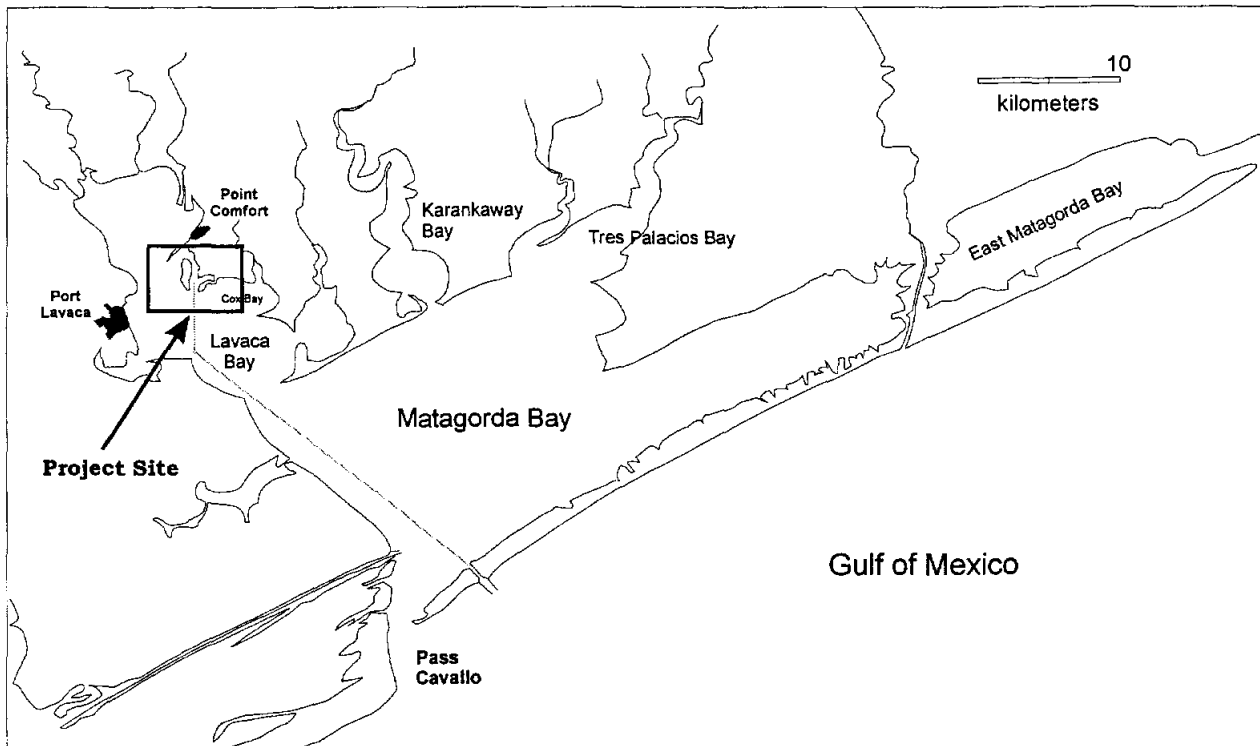 10
kilometers
Point
Comfort
Karankaway
Bay
Tres Palacios Bay
East Matagorda Bay
Port
Lavaca
Cox Bay
Lavaca
Bay
Matagorda Bay
Project Site
Gulf of Mexico
Pass
Cavallo